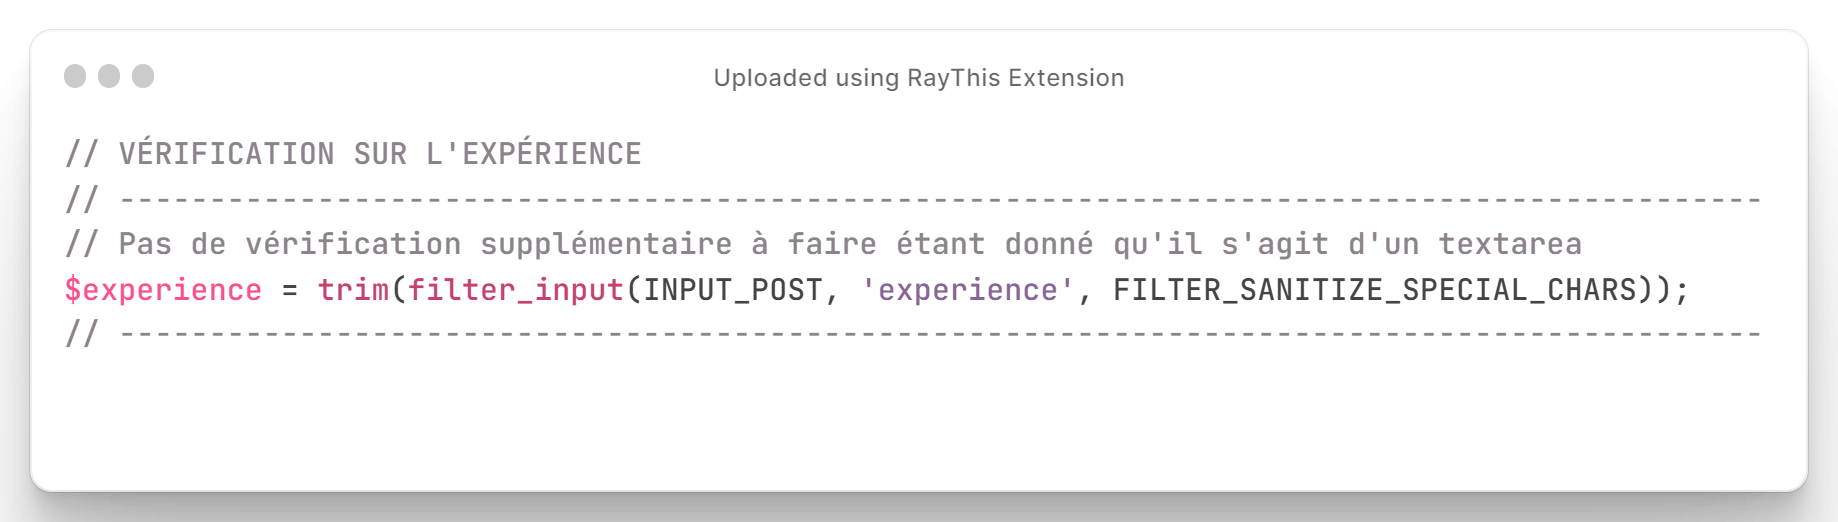 Uploaded using RayThis Extension
// VÉRIFICATION SUR L'EXPÉRIENCE
// -------------------------------------------------------------------------------------------
// Pas de vérification supplémentaire à faire étant donné qu'il s'agit d'un textarea
$experience = trim(filter_input(INPUT_POST, 'experience', FILTER_SANITIZE_SPECIAL_CHARS));
// -------------------------------------------------------------------------------------------